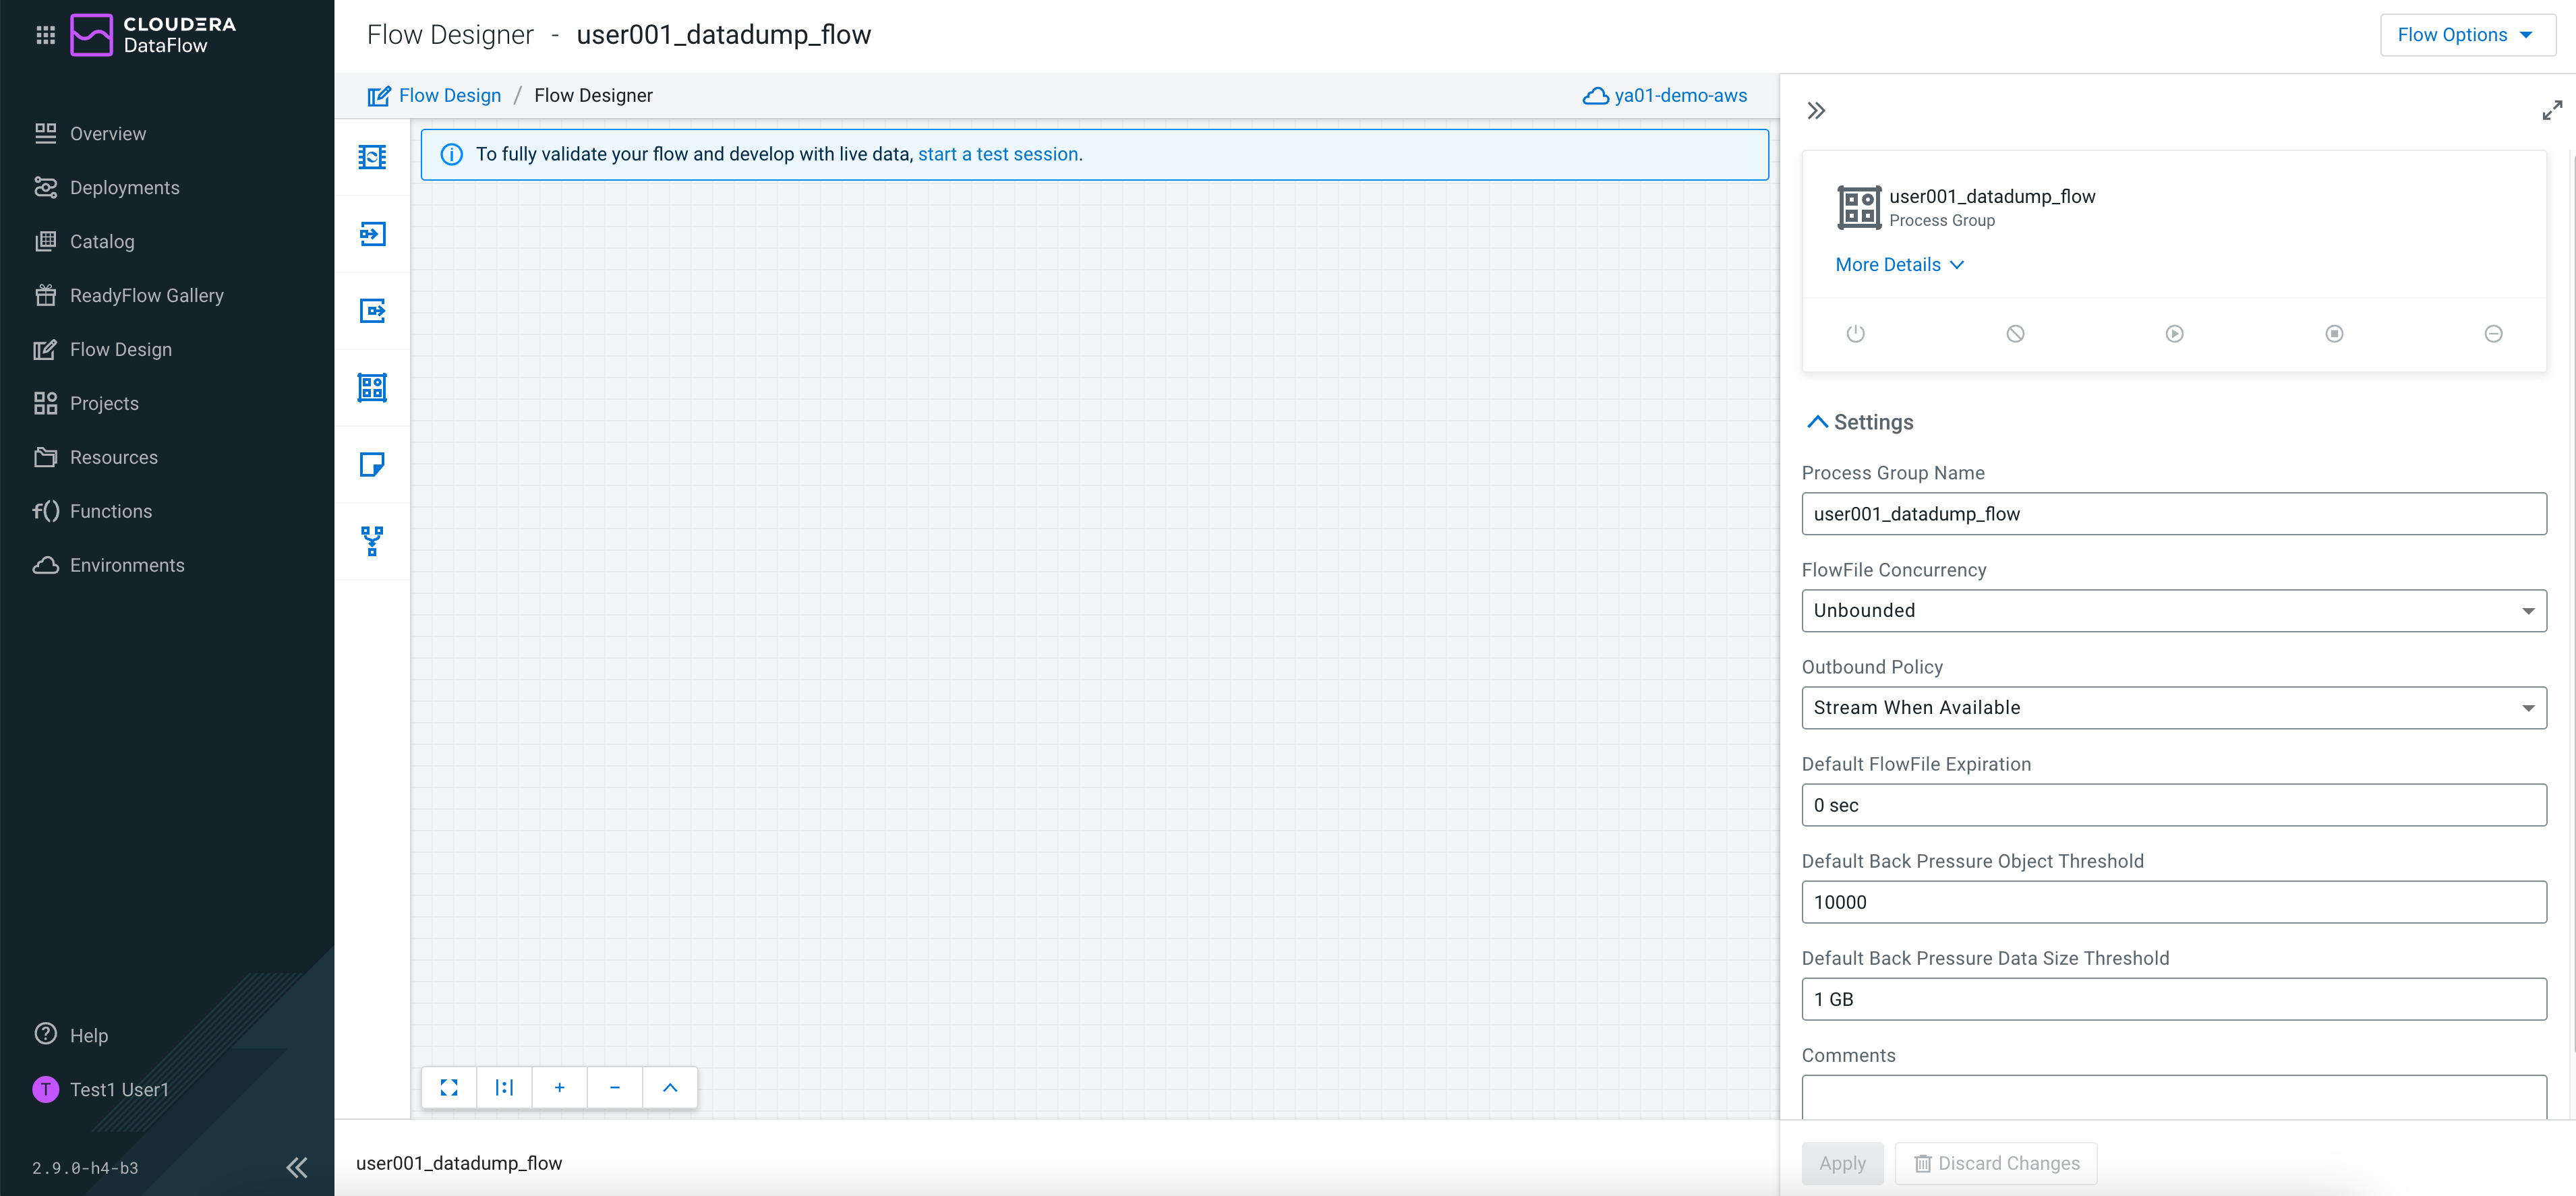 CLOUDERA
DataFlow
Overview
Deployments
Catalog
ReadyFlow Gallery
Flow Design
Projects
Resources
f() Functions
Environments
Help
T Test1 User1
2.9.0-h4-b3
Flow Designer - user001_datadump_flow
Flow Options
Flow Design / Flow Designer
ya01-demo-aws
To fully validate your flow and develop with live data, start a test session.
user001_datadump_flow
user001_datadump_flow
Process Group
More Details
Settings
Process Group Name
user001_datadump_flow
FlowFile Concurrency
Unbounded
Outbound Policy
Stream When Available
Default FlowFile Expiration
0 sec
Default Back Pressure Object Threshold
10000
Default Back Pressure Data Size Threshold
1 GB
Comments
Apply
Discard Changes